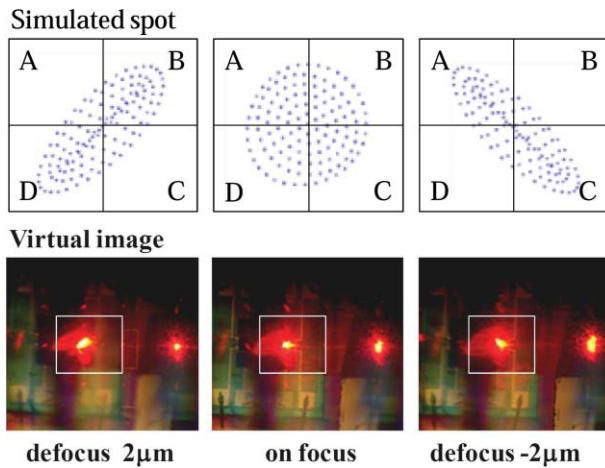 Simulated spot
A B A B A B
D C D C D C
Virtual image
defocus 2μm on focus defocus -2μm